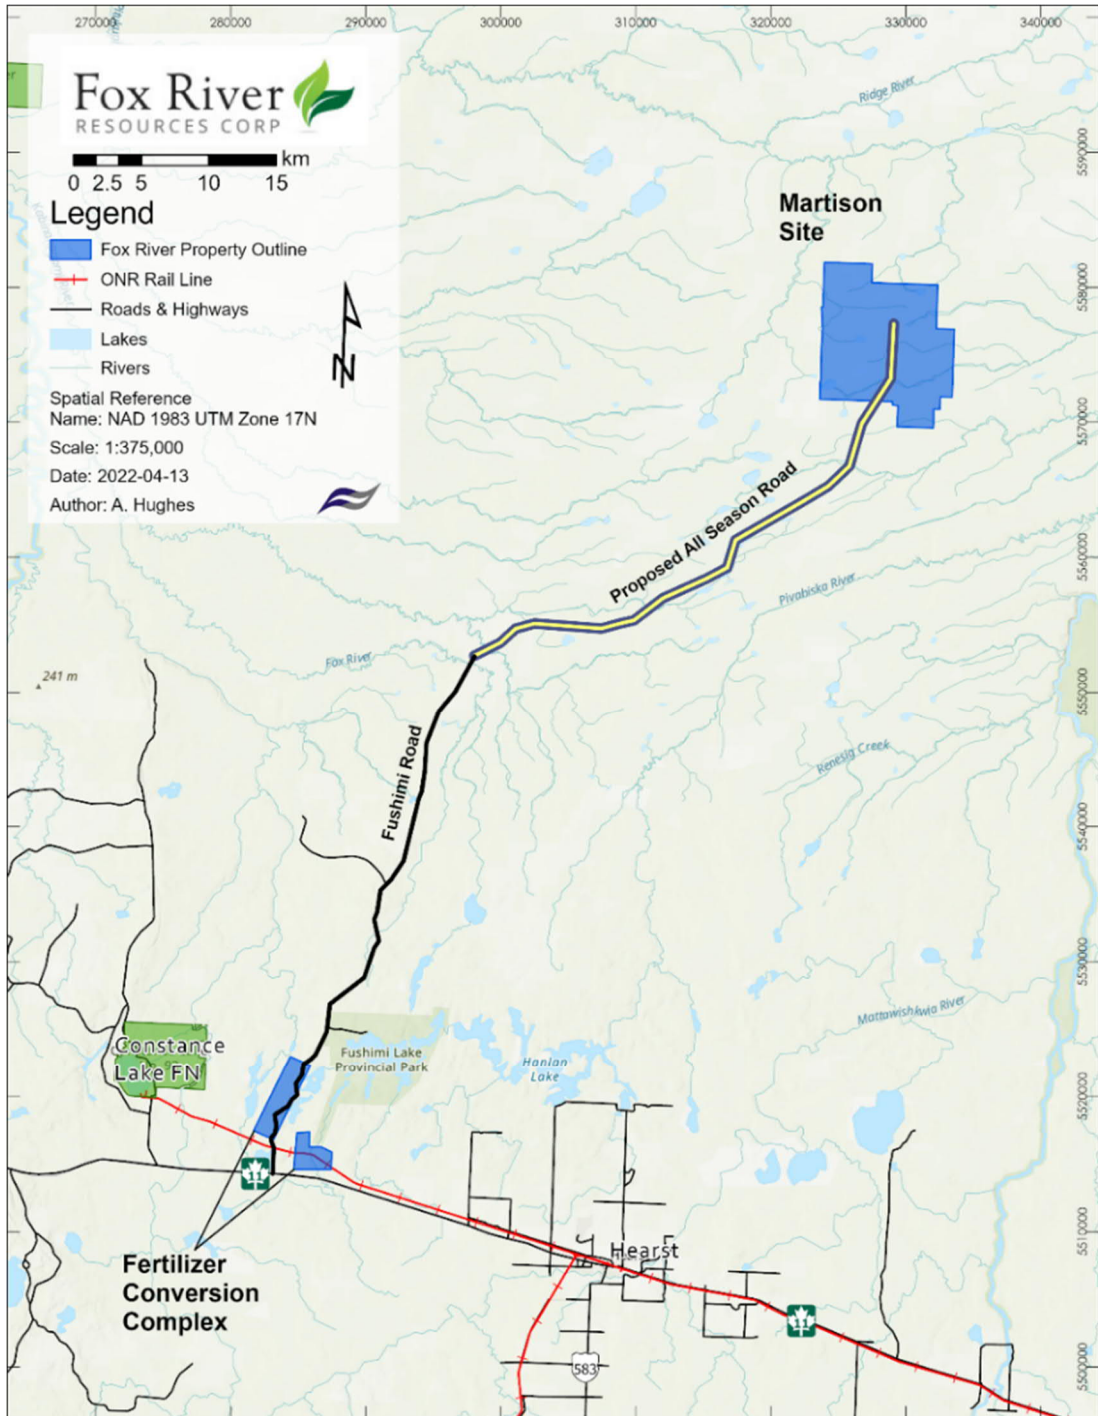 270000 280000 290000 300000 310000 320000 330000 340000
Fox River
RESOURCES CORP
km
0 2.5 5 10 15
Legend
Fox River Property Outline
ONR Rail Line
Roads & Highways
Lakes
Rivers
Spatial Reference
Name: NAD 1983 UTM Zone 17N
Scale: 1:375,000
Date: 2022-04-13
Author: A. Hughes
N
Ridge River
5590000
Martison
Site
5580000
5570000
Proposed All Season Road
5560000
Pivabiska River
Fox River
241 m
5550000
Fushimi Road
Renesig Creek
5540000
5530000
Mattawishkwia River
Constance
Lake FN
Fushimi Lake
Provincial Park
Hanlan
Lake
5520000
11
5510000
Hearst
Fertilizer
Conversion
Complex
11
583
5500000